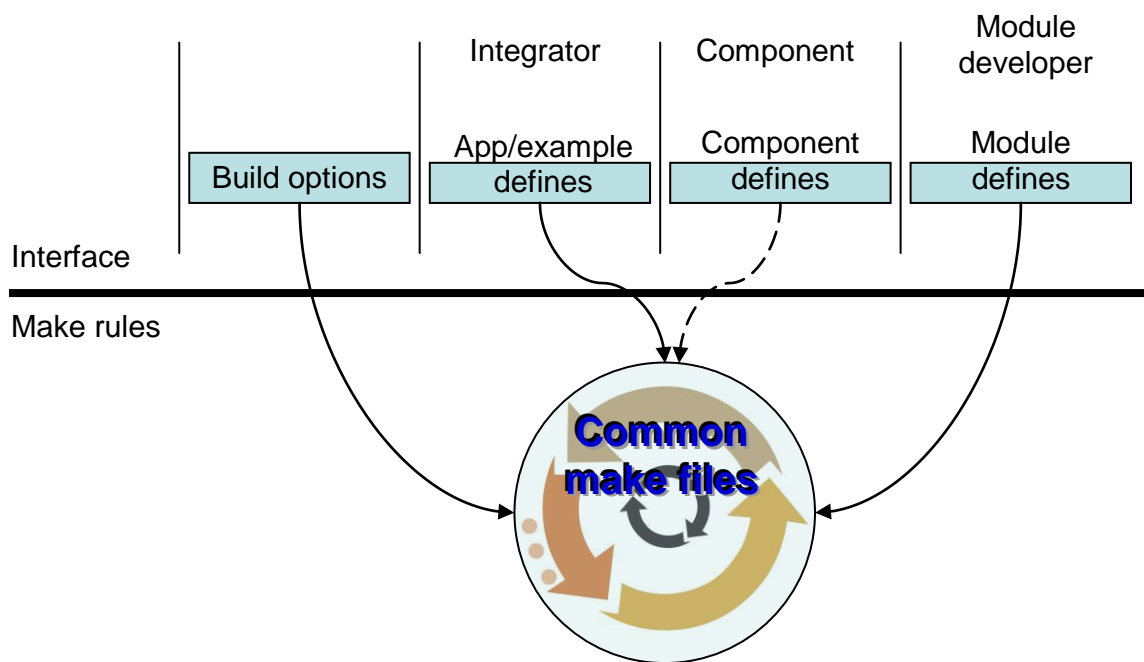 Integrator
Component
Module
developer
Build options
App/example
defines
Component
defines
Module
defines
Interface
Make rules
Common
make files